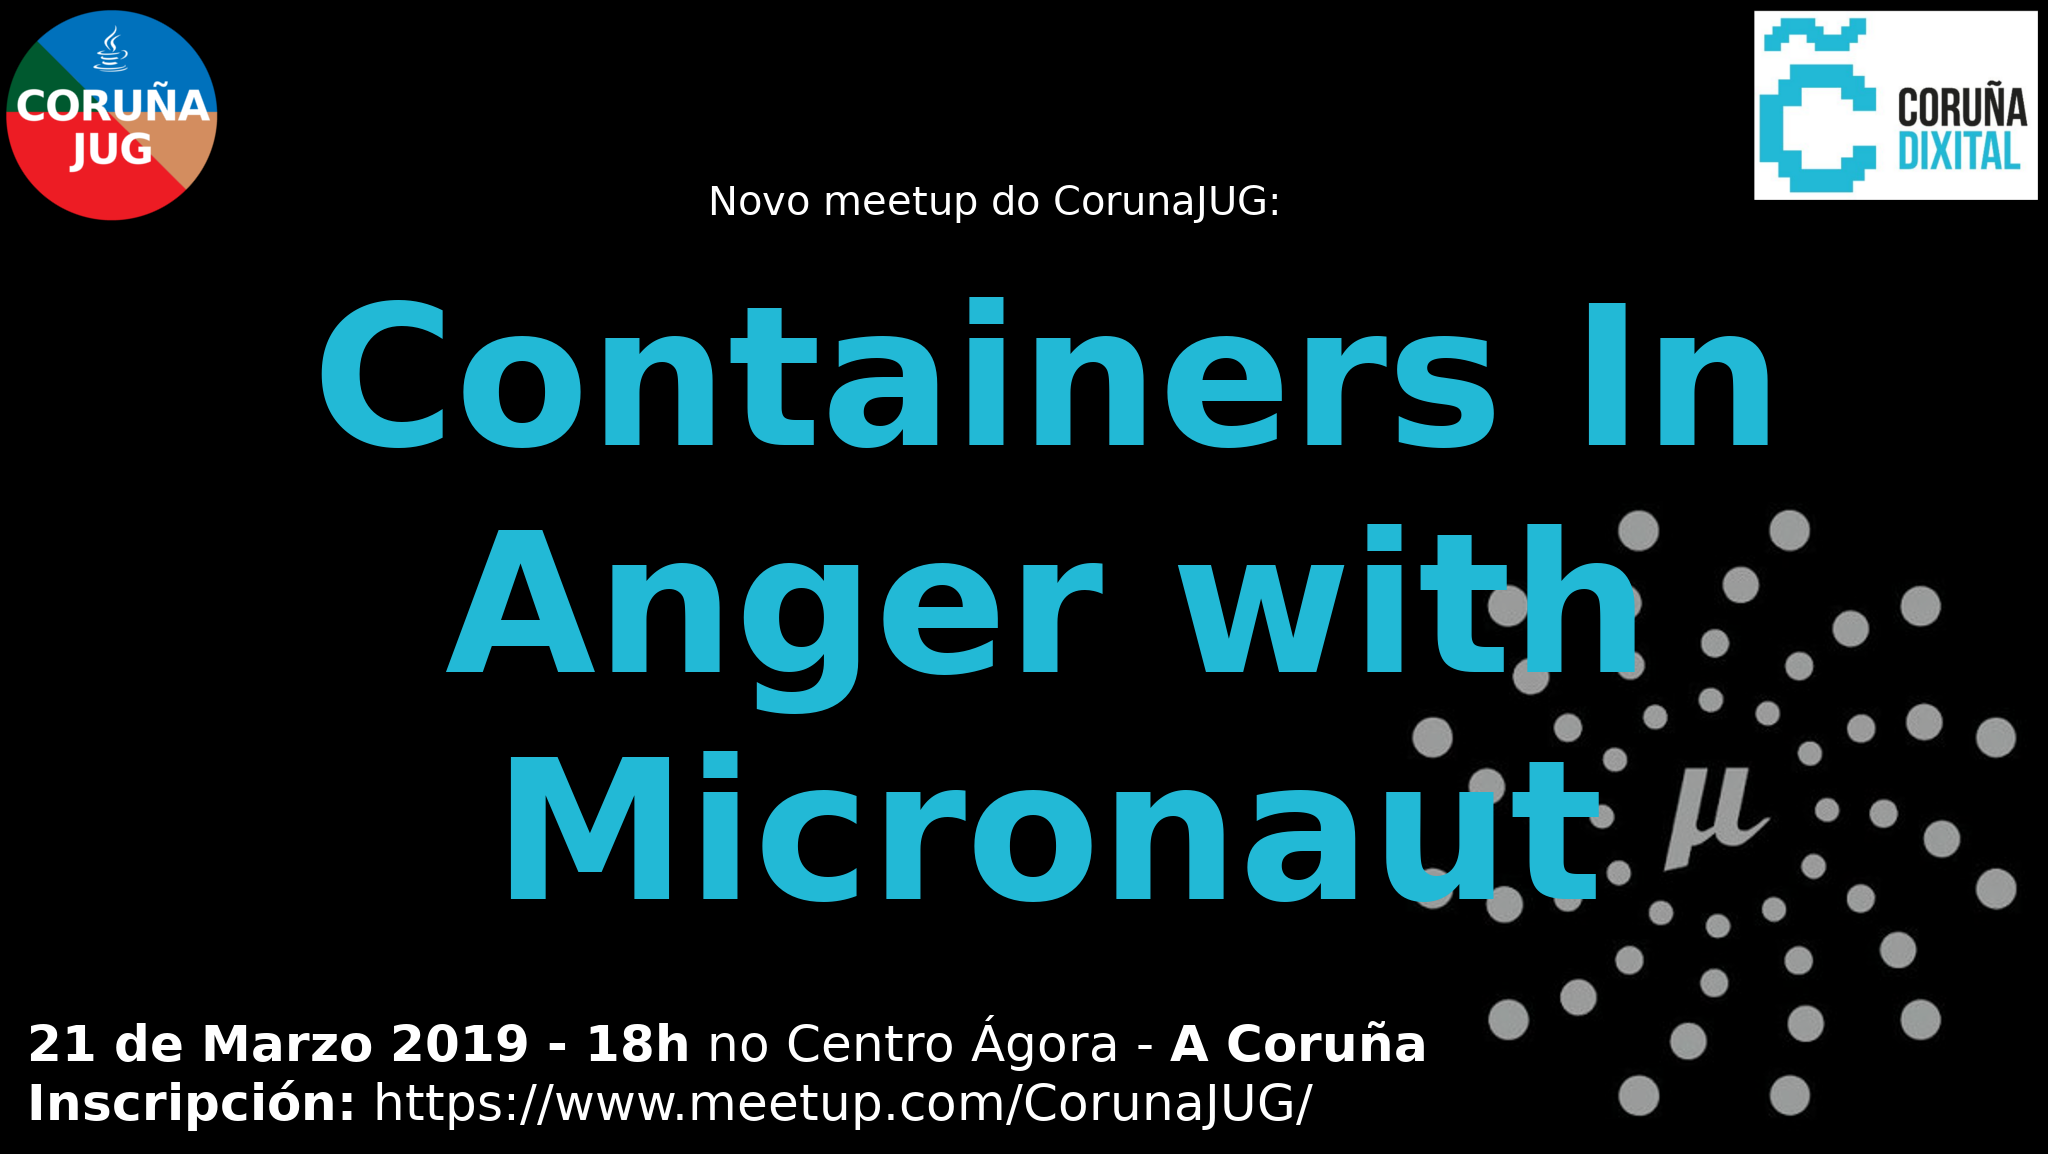 CORUÑA
JUG
CORUÑA
DIXITAL
Novo meetup do CorunaJUG:
Containers In
Anger with
Micronaut
µ
21 de Marzo 2019 - 18h no Centro Ágora - A Coruña
Inscripción: https://www.meetup.com/CorunaJUG/